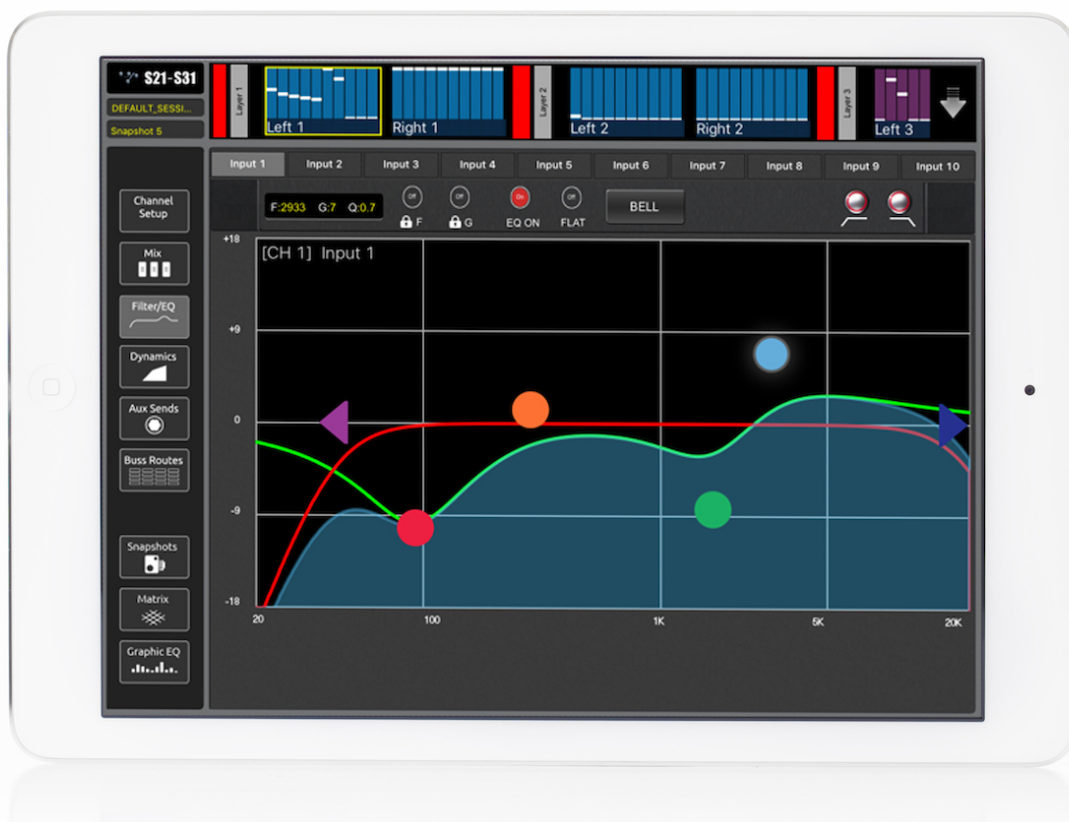 S21-S31
DEFAULT_SESSI...
Snapshot 5
Layer 1
Left 1
Right 1
Layer 2
Left 2
Right 2
Layer 3
Left 3
Input 1
Input 2
Input 3
Input 4
Input 5
Input 6
Input 7
Input 8
Input 9
Input 10
Channel
Setup
Mix
Filter/EQ
Dynamics
Aux Sends
Buss Routes
Snapshots
Matrix
Graphic EQ
F:2933 G:7 Q:0.7
Off
F
Off
G
On
EQ ON
Off
FLAT
BELL
[CH 1] Input 1
+18
+9
0
-9
-18
20
100
1K
5K
20K